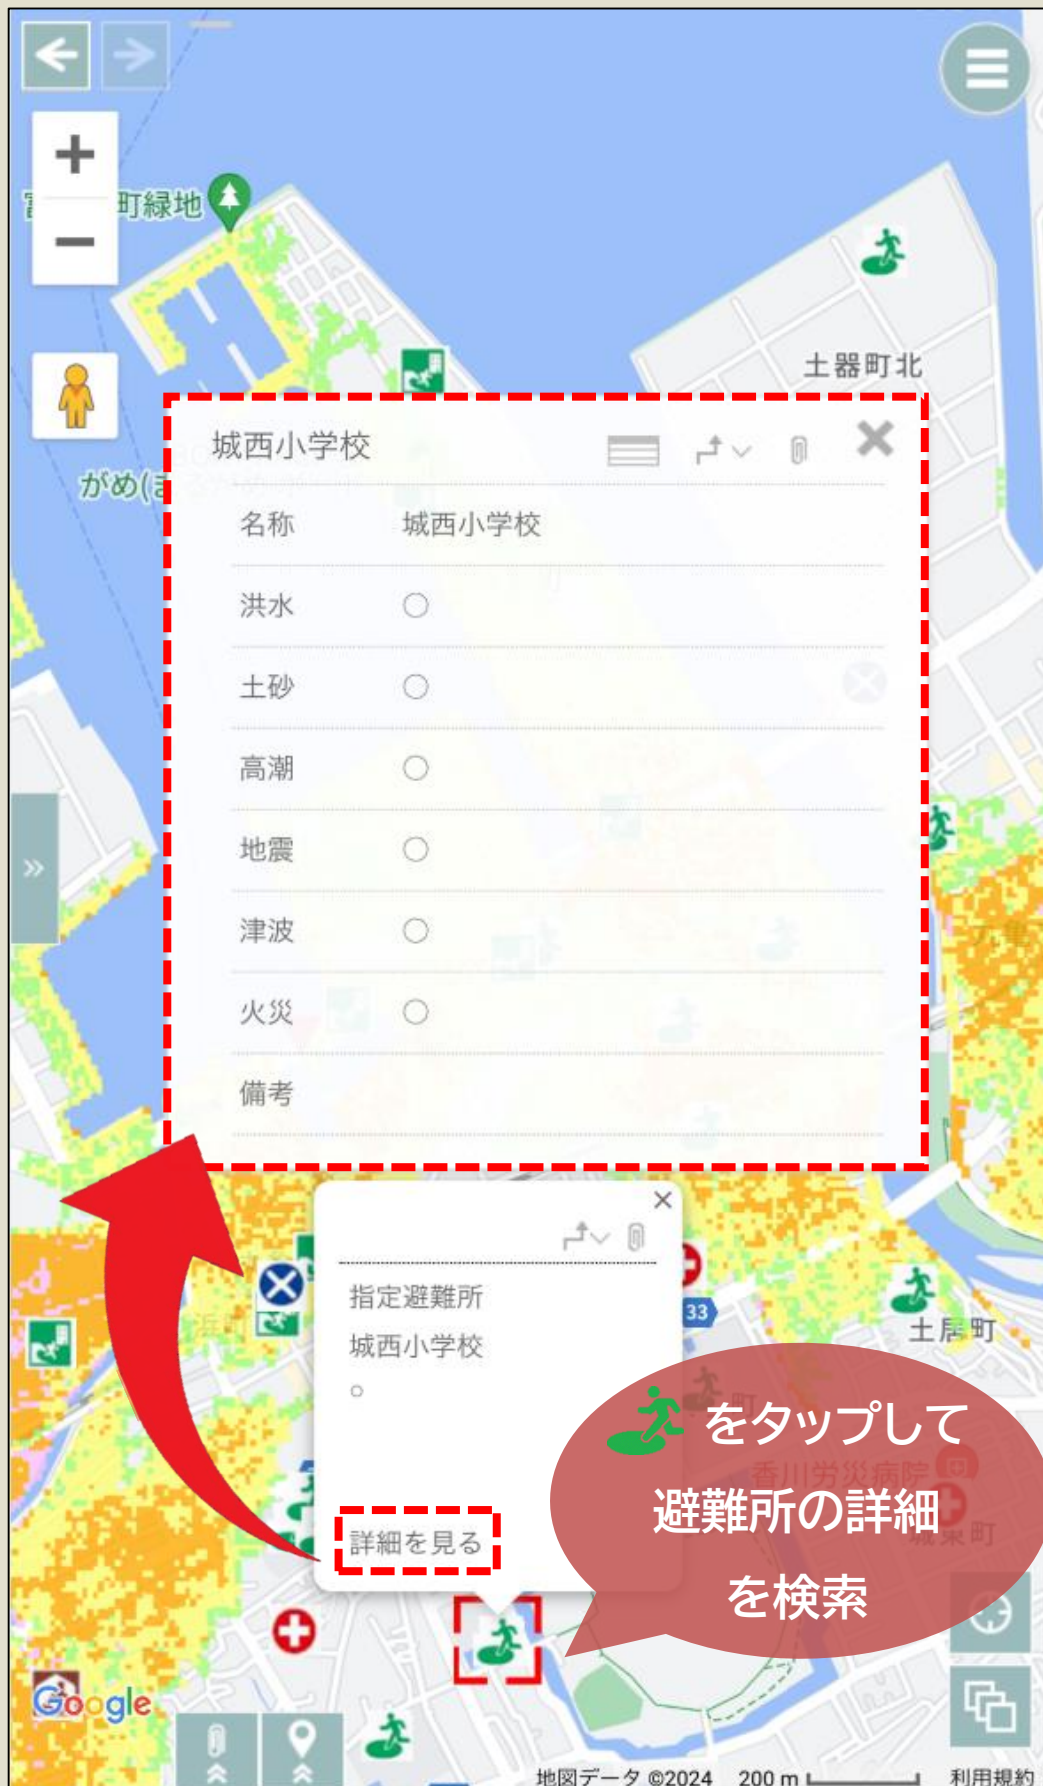 町緑地
土器町北
がめ(ま
城西小学校
名称 城西小学校
洪水 ○
土砂 ○
高潮 ○
地震 ○
津波 ○
火災 ○
備考
指定避難所
城西小学校
○
詳細を見る
33
土居町
をタップして
避難所の詳細
を検索
香川労災病院
城東町
Google
地図データ ©2024 200 m 利用規約